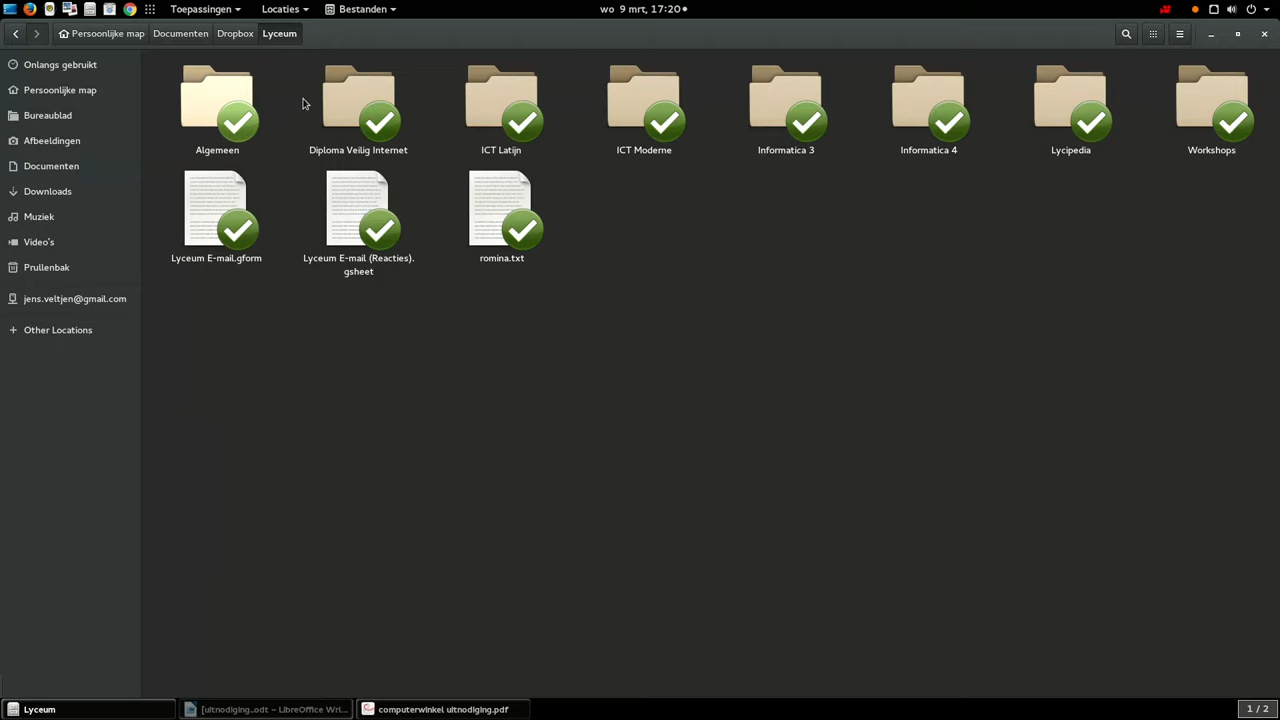 Toepassingen
Locaties
Bestanden
wo 9 mrt, 17:20
Persoonlijke map
Documenten
Dropbox
Lyceum
Onlangs gebruikt
Persoonlijke map
Bureaublad
Afbeeldingen
Documenten
Downloads
Muziek
Video's
Prullenbak
jens.veltjen@gmail.com
Other Locations
Algemeen
Diploma Veilig Internet
ICT Latijn
ICT Moderne
Informatica 3
Informatica 4
Lycipedia
Workshops
Lyceum E-mail.gform
Lyceum E-mail (Reacties).
gsheet
romina.txt
Lyceum
[uitnodiging_.odt – LibreOffice Wri...
computerwinkel uitnodiging.pdf
1 / 2